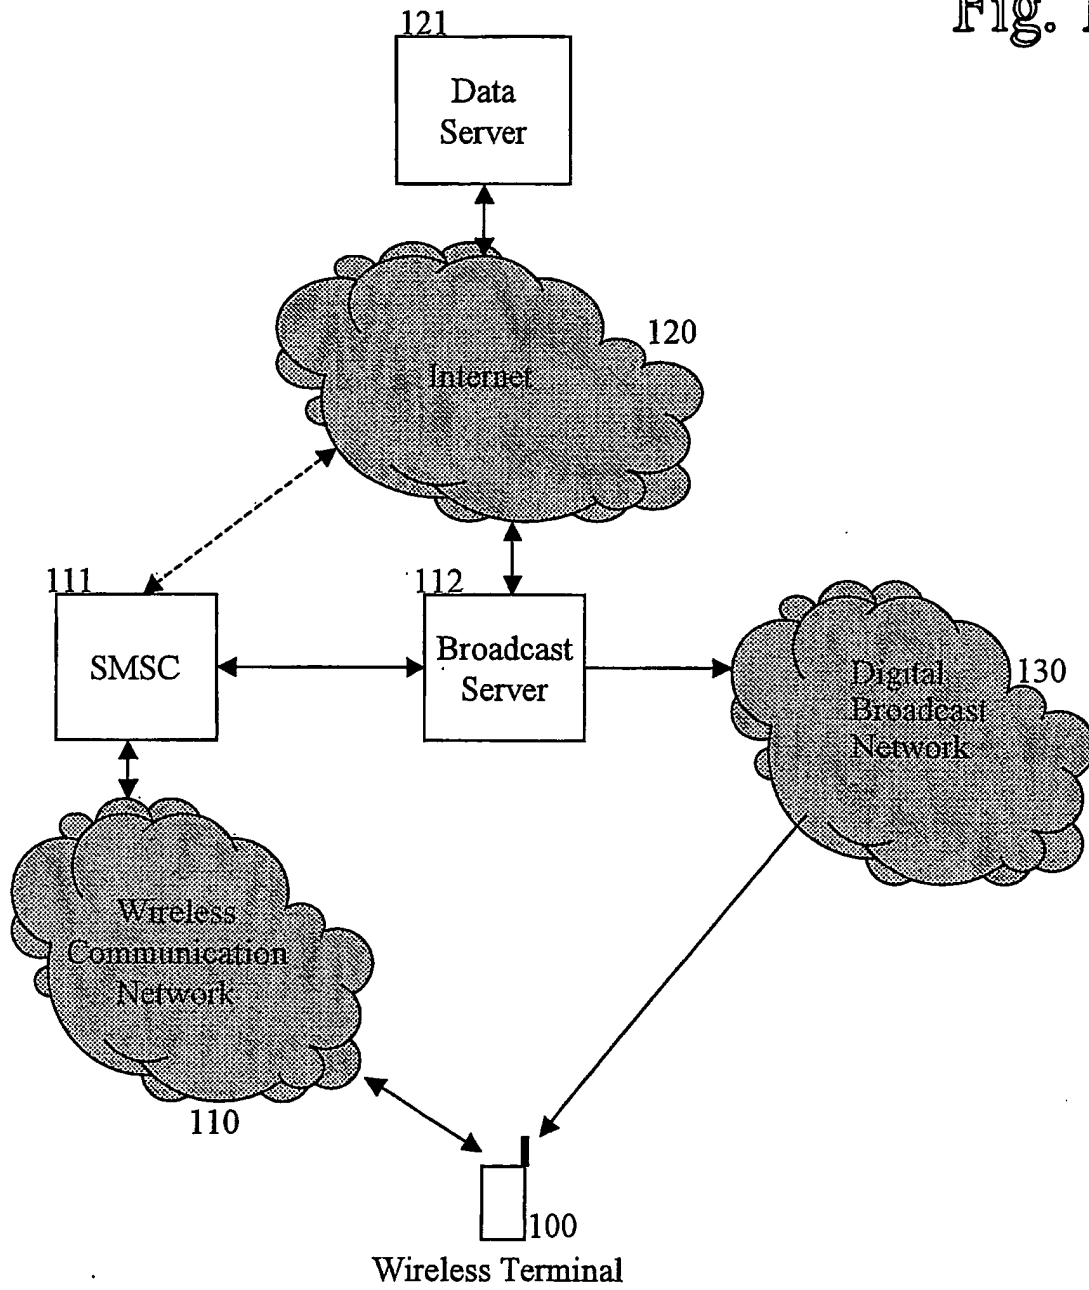 Fig. 1
121
Data
Server
120
Internet
111
SMSC
112
Broadcast
Server
130
Digital
Broadcast
Network
Wireless
Communication
Network
110
100
Wireless Terminal